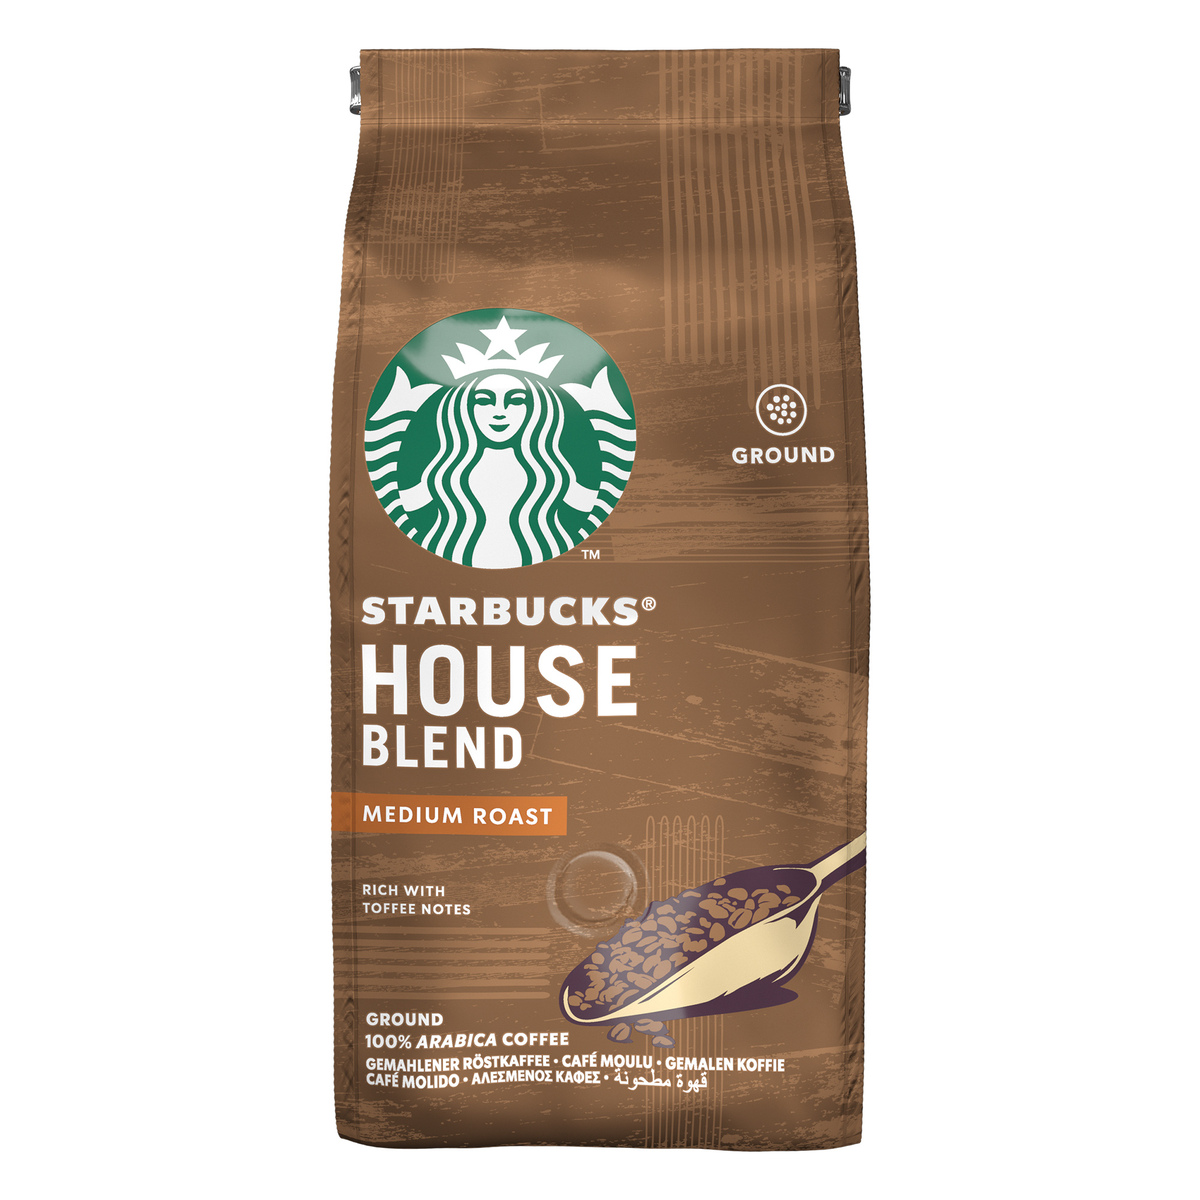 GROUND
TM
STARBUCKS®
HOUSE
BLEND
MEDIUM ROAST
RICH WITH
TOFFEE NOTES
GROUND
100% ARABICA COFFEE
GEMAHLENER RÖSTKAFFEE • CAFÉ MOULU • GEMALEN KOFFIE
CAFÉ MOLIDO • ΑΛΕΣΜΕΝΟΣ ΚΑΦΕΣ • قهوة مطحونة